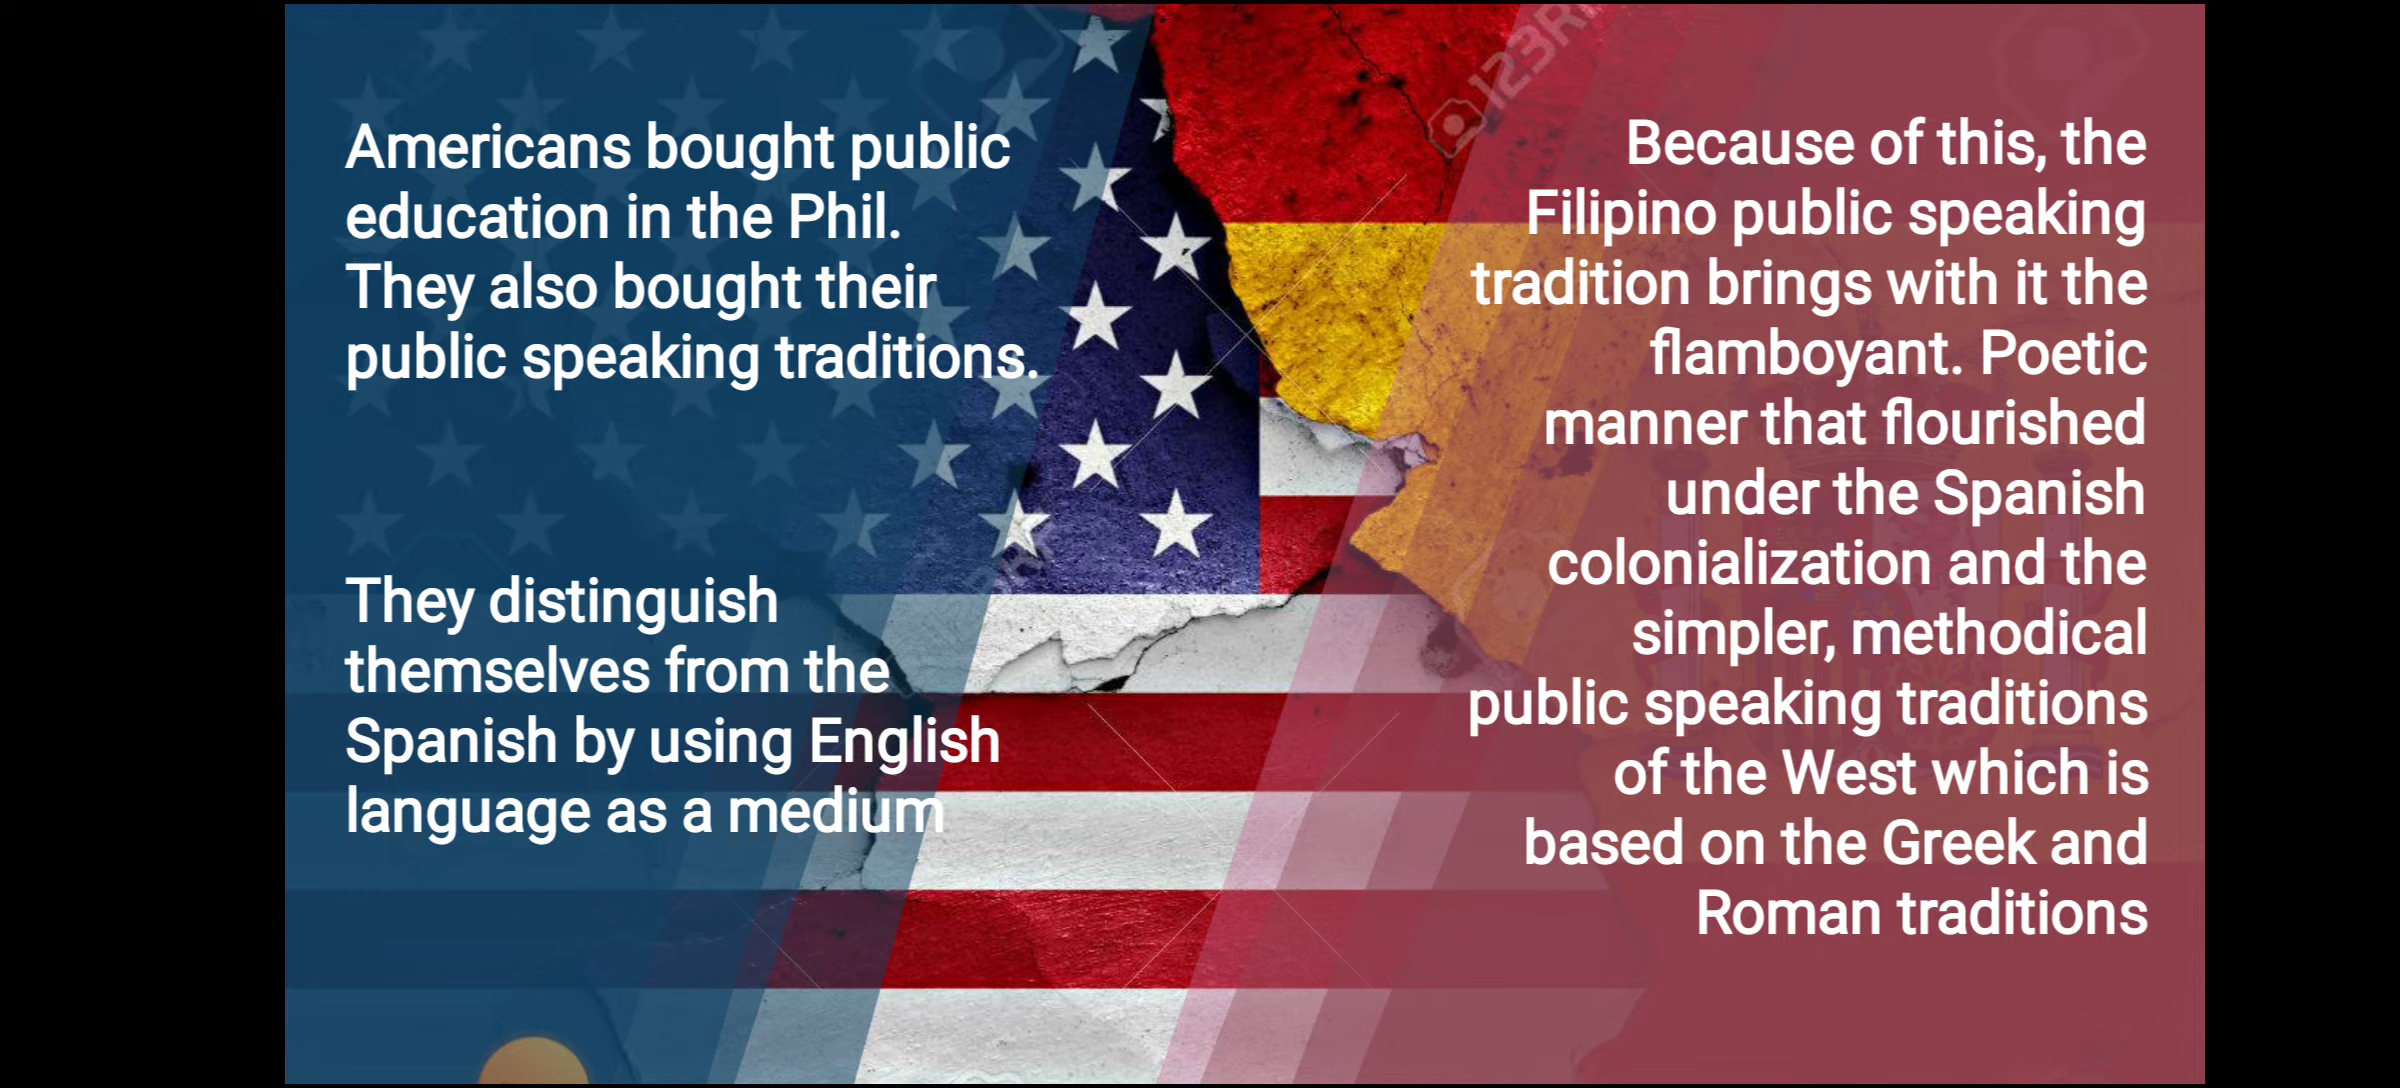 Americans bought public
education in the Phil.
They also bought their
public speaking traditions.
They distinguish
themselves from the
Spanish by using English
language as a medium
Because of this, the
Filipino public speaking
tradition brings with it the
flamboyant. Poetic
manner that flourished
under the Spanish
colonialization and the
simpler, methodical
public speaking traditions
of the West which is
based on the Greek and
Roman traditions